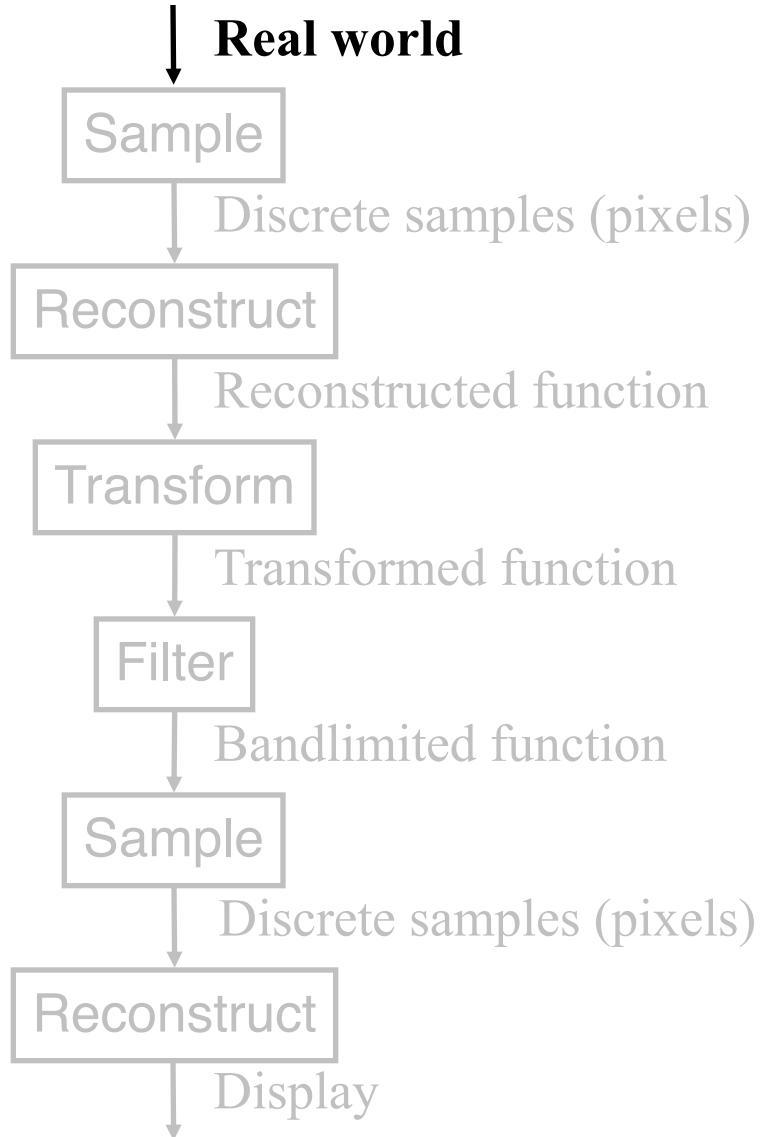 Real world
Sample
Discrete samples (pixels)
Reconstruct
Reconstructed function
Transform
Transformed function
Filter
Bandlimited function
Sample
Discrete samples (pixels)
Reconstruct
Display